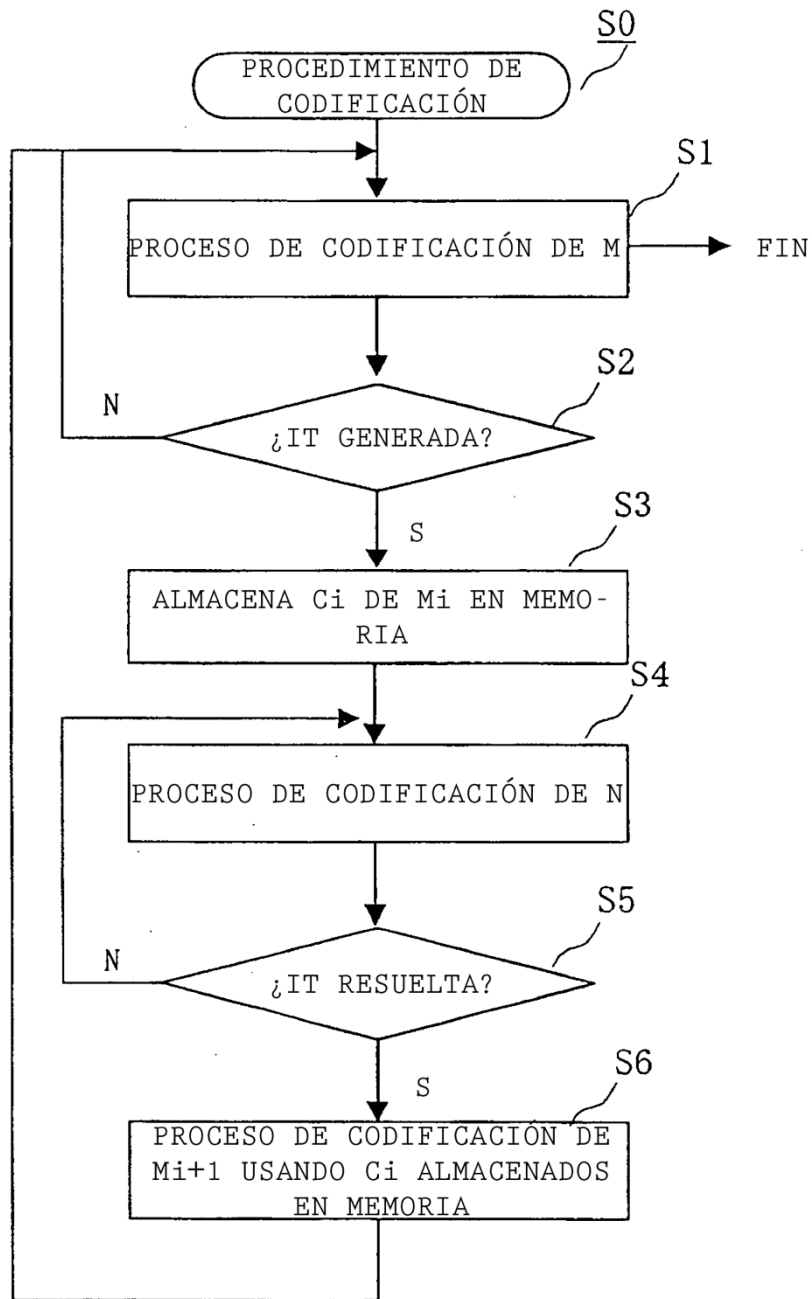 S0
PROCEDIMIENTO DE
CODIFICACIÓN
S1
PROCESO DE CODIFICACIÓN DE M
FIN
S2
N
¿IT GENERADA?
S
S3
ALMACENA Ci DE Mi EN MEMO-
RIA
S4
PROCESO DE CODIFICACIÓN DE N
S5
N
¿IT RESUELTA?
S
S6
PROCESO DE CODIFICACIÓN DE
Mi+1 USANDO Ci ALMACENADOS
EN MEMORIA